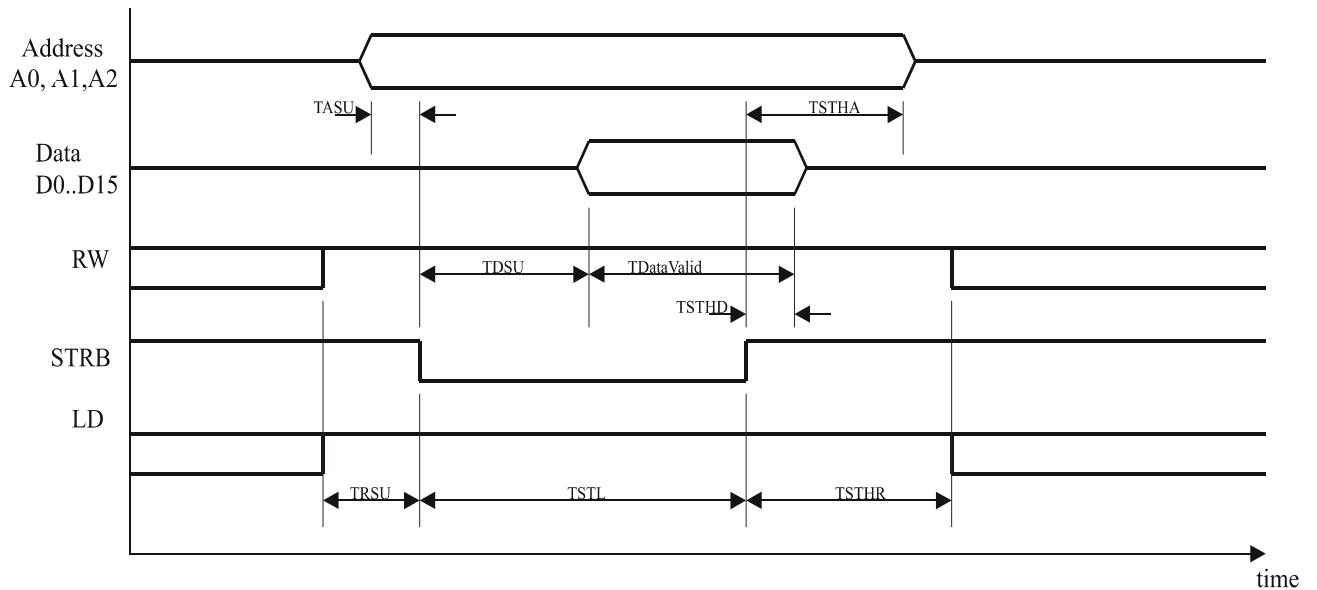 Address
A0, A1,A2
TASU
TSTHA
Data
D0..D15
RW
TDSU
TDataValid
TSTHD
STRB
LD
TRSU
TSTL
TSTHR
time